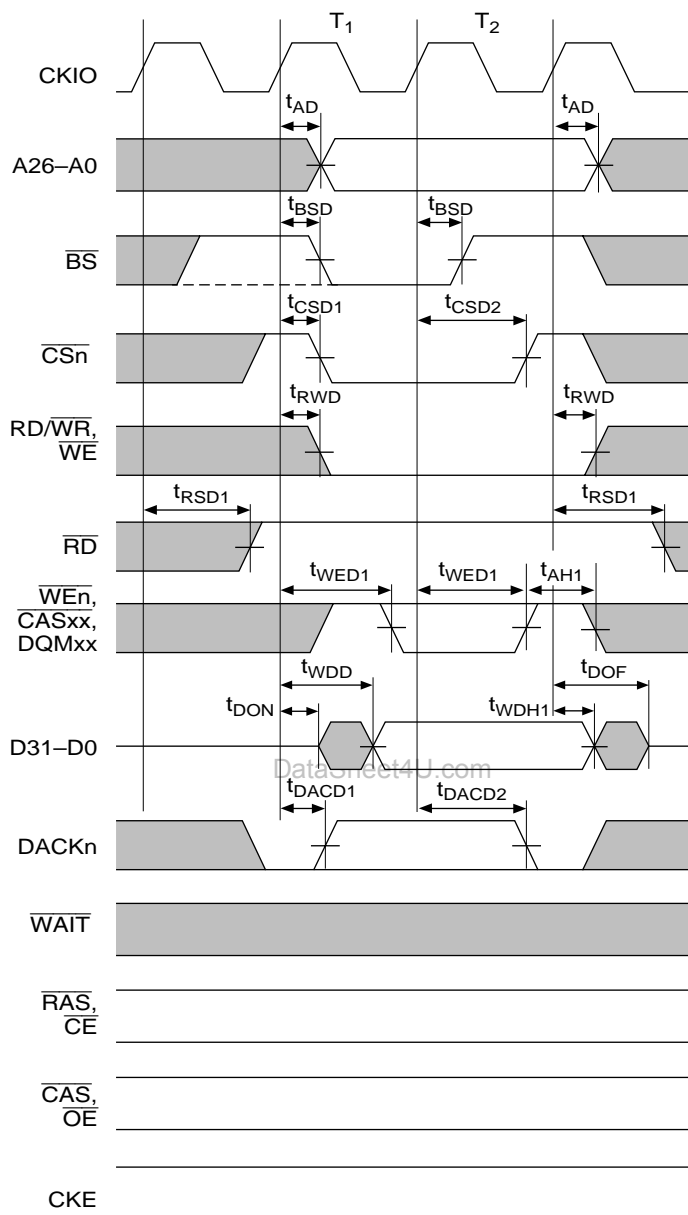 T1 T2
CKIO
tAD tAD
A26–A0
tBSD tBSD
BS
tCSD1 tCSD2
CSn
tRWD tRWD
RD/WR,
WE
tRSD1 tRSD1
RD
tWED1 tWED1 tAH1
WEn,
CASxx,
DQMxx
tWDD tDOF
tDON tWDH1
D31–D0
DataSheet4U.com
tDACD1 tDACD2
DACKn
WAIT
RAS,
CE
CAS,
OE
CKE